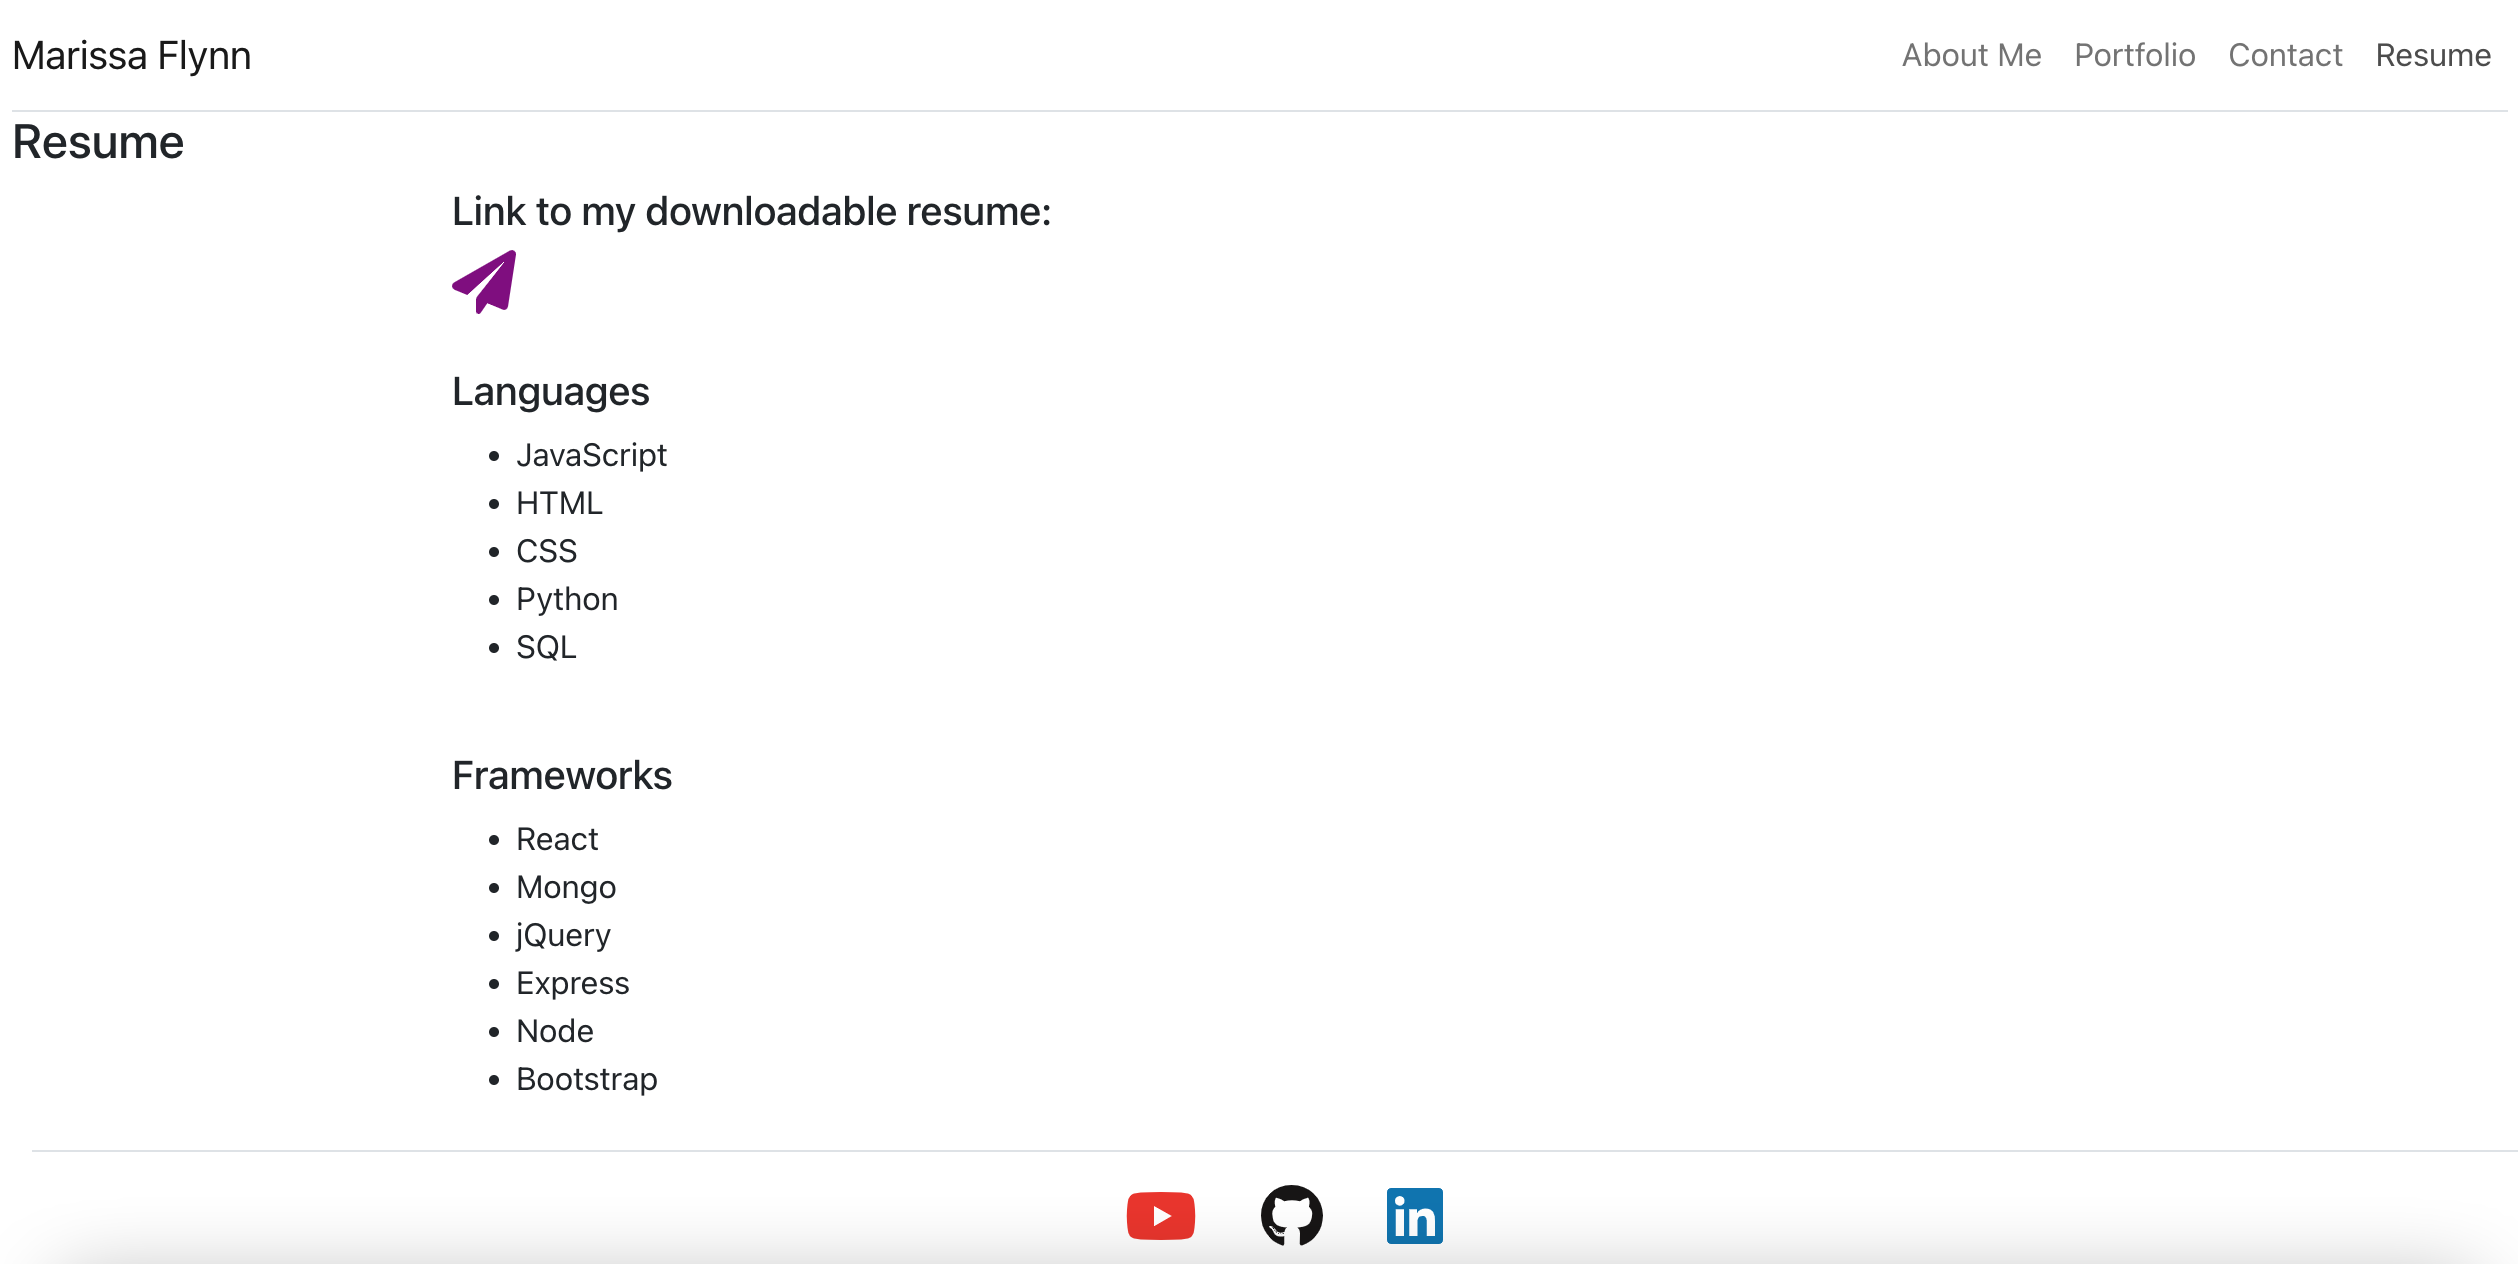 Marissa Flynn
About Me Portfolio Contact Resume
Resume
Link to my downloadable resume:
Languages
JavaScript
HTML
CSS
Python
SQL
Frameworks
React
Mongo
jQuery
Express
Node
Bootstrap
in